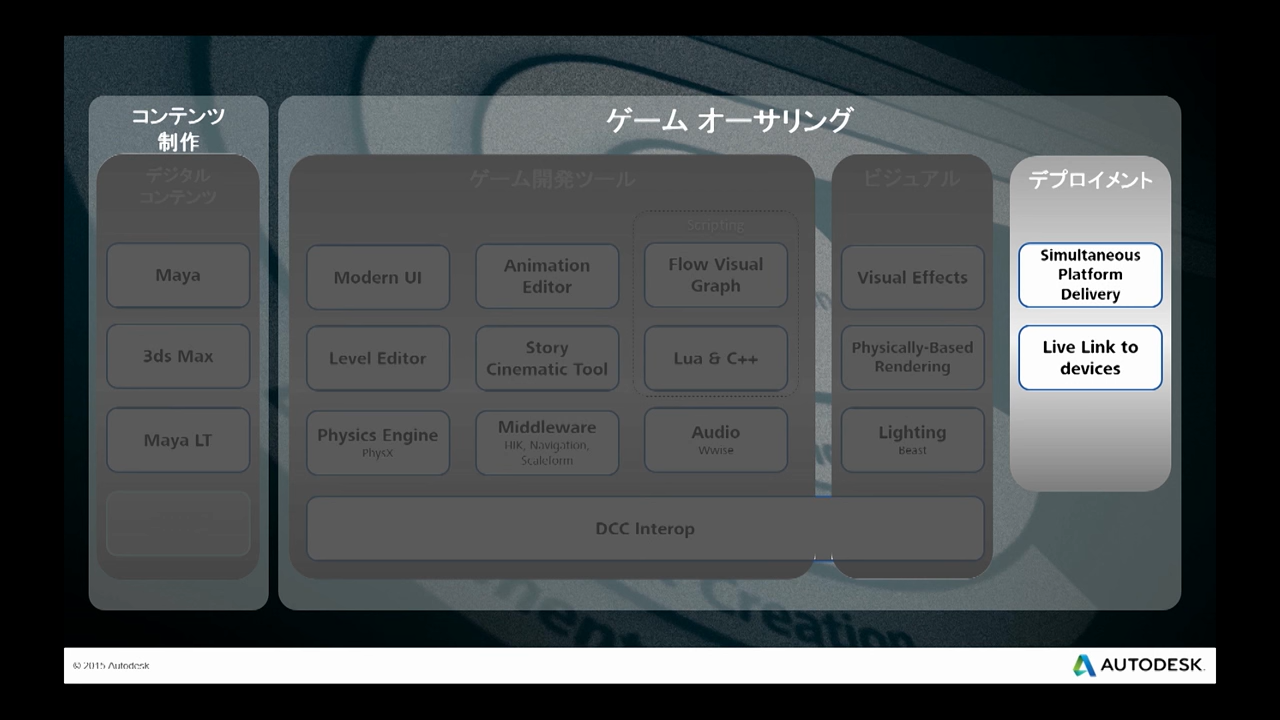 コンテンツ
制作
デジタル
コンテンツ
Maya
3ds Max
Maya LT
ゲーム オーサリング
ゲーム開発ツール
Modern UI
Animation
Editor
Scripting
Flow Visual
Graph
Level Editor
Story
Cinematic Tool
Lua & C++
Physics Engine
PhysX
Middleware
HIK, Navigation,
Scaleform
Audio
Wwise
ビジュアル
Visual Effects
Physically-Based
Rendering
Lighting
Beast
DCC Interop
デプロイメント
Simultaneous
Platform
Delivery
Live Link to
devices
Creation
© 2015 Autodesk
AUTODESK.